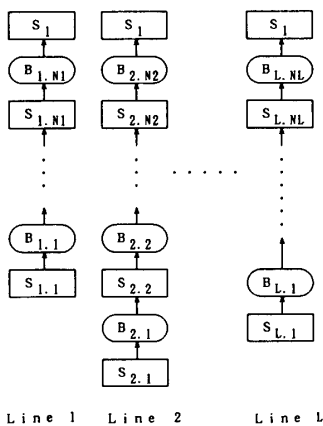 S1 S1 S1
B1.N1 B2.N2 BL.NL
S1.N1 S2.N2 SL.NL
B1.1 B2.2
S1.1 S2.2 BL.1
B2.1 SL.1
S2.1
Line 1 Line 2 Line L